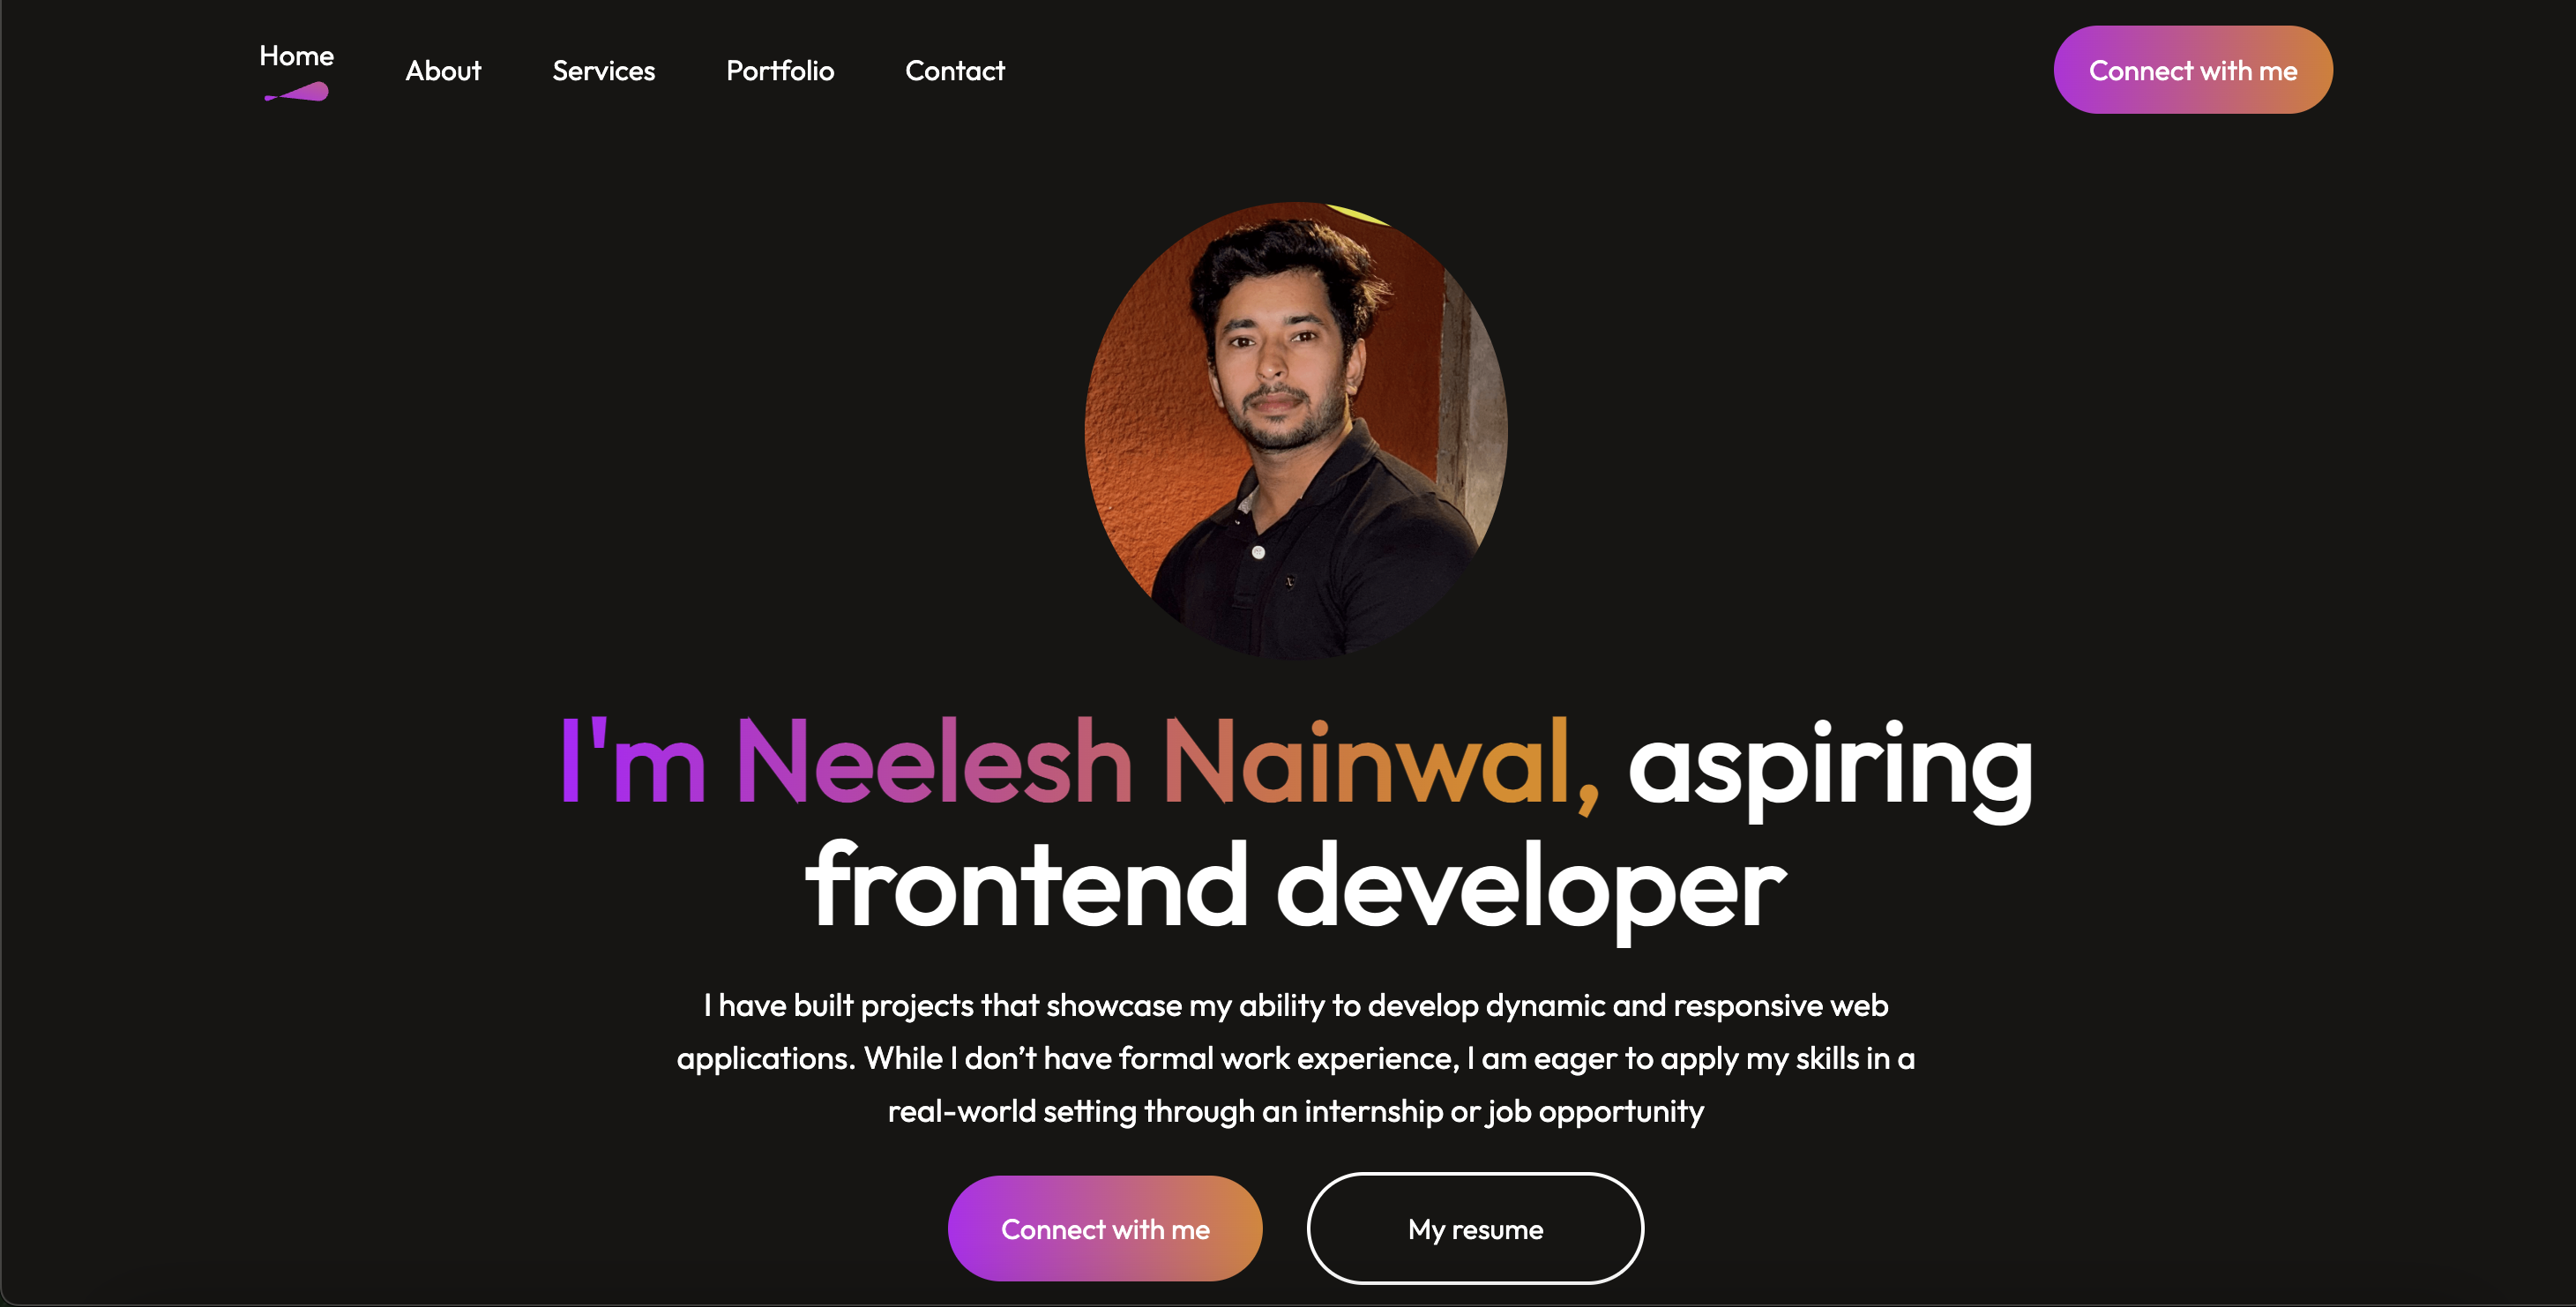 Home
About
Services
Portfolio
Contact
Connect with me
I'm Neelesh Nainwal, aspiring
frontend developer
I have built projects that showcase my ability to develop dynamic and responsive web
applications. While I don’t have formal work experience, I am eager to apply my skills in a
real-world setting through an internship or job opportunity
Connect with me
My resume